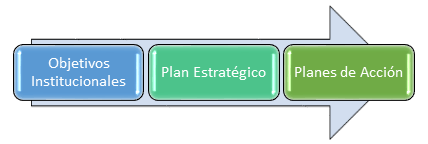 Objetivos
Institucionales
Plan Estratégico
Planes de Acción